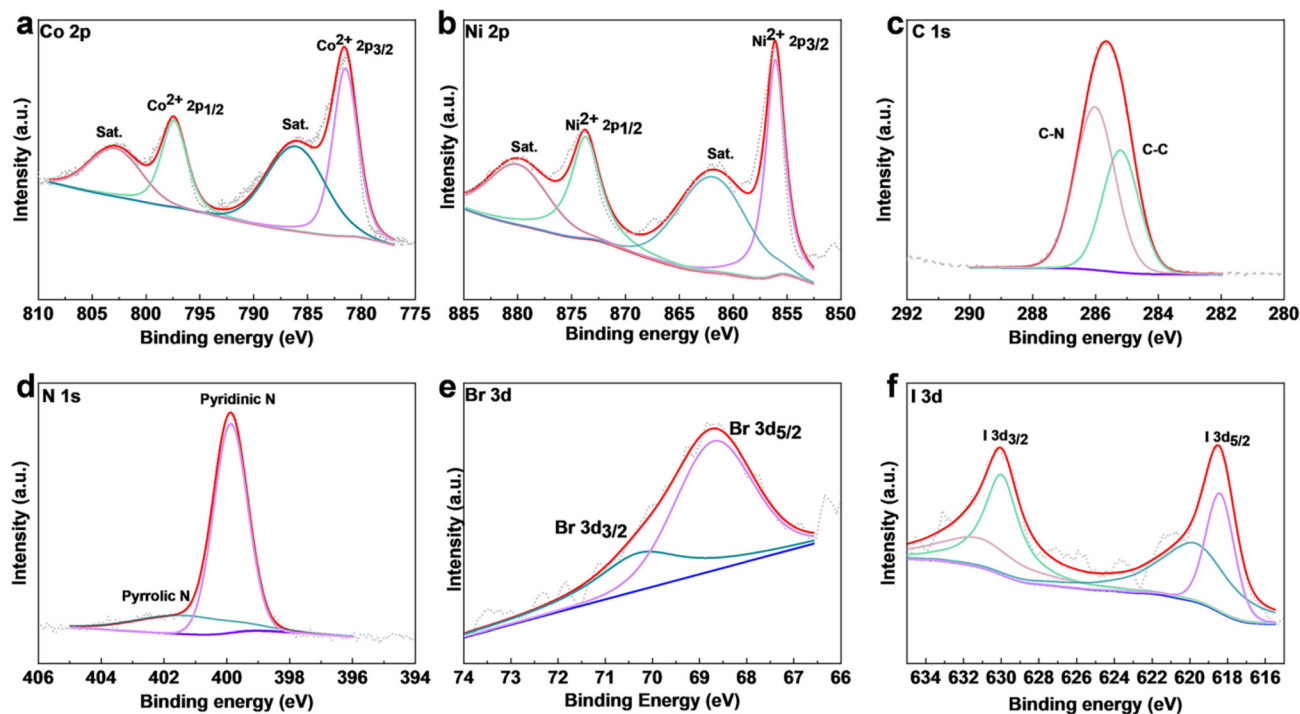 a
Co 2p
Co2+ 2p3/2
Co2+ 2p1/2
Sat.
Sat.
Intensity (a.u.)
810 805 800 795 790 785 780 775
Binding energy (eV)
b
Ni 2p
Ni2+ 2p3/2
Ni2+ 2p1/2
Sat.
Sat.
Intensity (a.u.)
885 880 875 870 865 860 855 850
Binding energy (eV)
c
C 1s
C-N
C-C
Intensity (a.u.)
292 290 288 286 284 282 280
Binding energy (eV)
d
N 1s
Pyridinic N
Pyrrolic N
Intensity (a.u.)
406 404 402 400 398 396 394
Binding energy (eV)
e
Br 3d
Br 3d5/2
Br 3d3/2
Intensity (a.u.)
74 73 72 71 70 69 68 67 66
Binding Energy (eV)
f
I 3d
I 3d3/2
I 3d5/2
Intensity (a.u.)
634 632 630 628 626 624 622 620 618 616
Binding energy (eV)